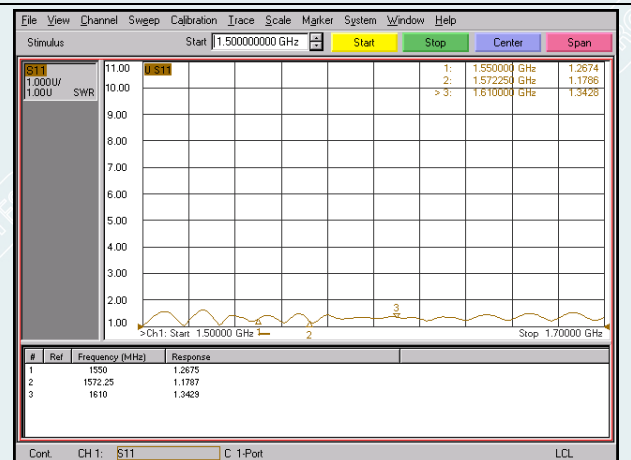 File View Channel Sweep Calibration Trace Scale Marker System Window Help
Stimulus Start 1.500000000 GHz Start Stop Center Span
S11
1.000U/
1.00U SWR
11.00
10.00
9.00
8.00
7.00
6.00
5.00
4.00
3.00
2.00
1.00
U S11
1: 1.550000 GHz 1.2674
2: 1.572250 GHz 1.1786
> 3: 1.610000 GHz 1.3428
3
1
2
>Ch1: Start 1.50000 GHz Stop 1.70000 GHz
# Ref Frequency (MHz) Response
1 1550 1.2675
2 1572.25 1.1787
3 1610 1.3429
Cont. CH 1: S11 C 1-Port LCL